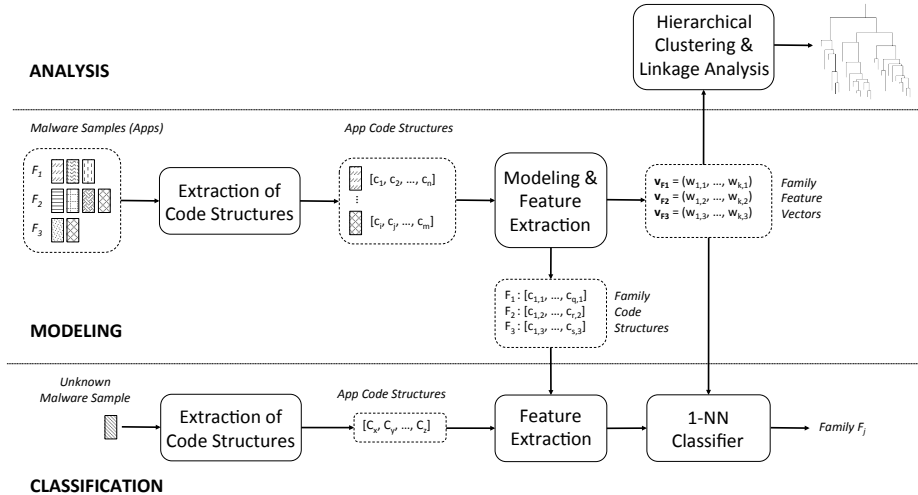 Hierarchical
Clustering &
Linkage Analysis
ANALYSIS
Malware Samples (Apps)
F1
F2
F3
Extraction of
Code Structures
App Code Structures
[c1, c2, ..., cn]
⋮
[ci, cj, ..., cm]
Modeling &
Feature
Extraction
vF1 = (w1,1, ..., wk,1)
vF2 = (w1,2, ..., wk,2)
vF3 = (w1,3, ..., wk,3)
Family
Feature
Vectors
F1 : [c1,1, ..., cq,1]
F2 : [c1,2, ..., cr,2]
F3 : [c1,3, ..., cs,3]
Family
Code
Structures
MODELING
Unknown
Malware Sample
Extraction of
Code Structures
App Code Structures
[Cx, Cy, ..., Cz]
Feature
Extraction
1-NN
Classifier
Family Fj
CLASSIFICATION